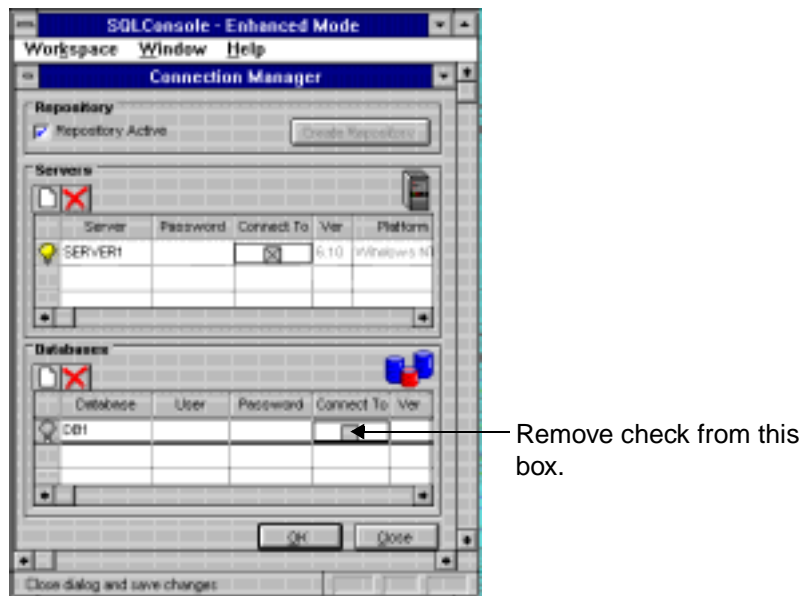 SQLConsole - Enhanced Mode
Workspace Window Help
Connection Manager
Repository
Repository Active
Create Repository
Servers
Server Password Connect To Ver Platform
SERVER1 6.10 Windows NT
Databases
Database User Password Connect To Ver
DB1
Remove check from this
box.
OK Close
Close dialog and save changes